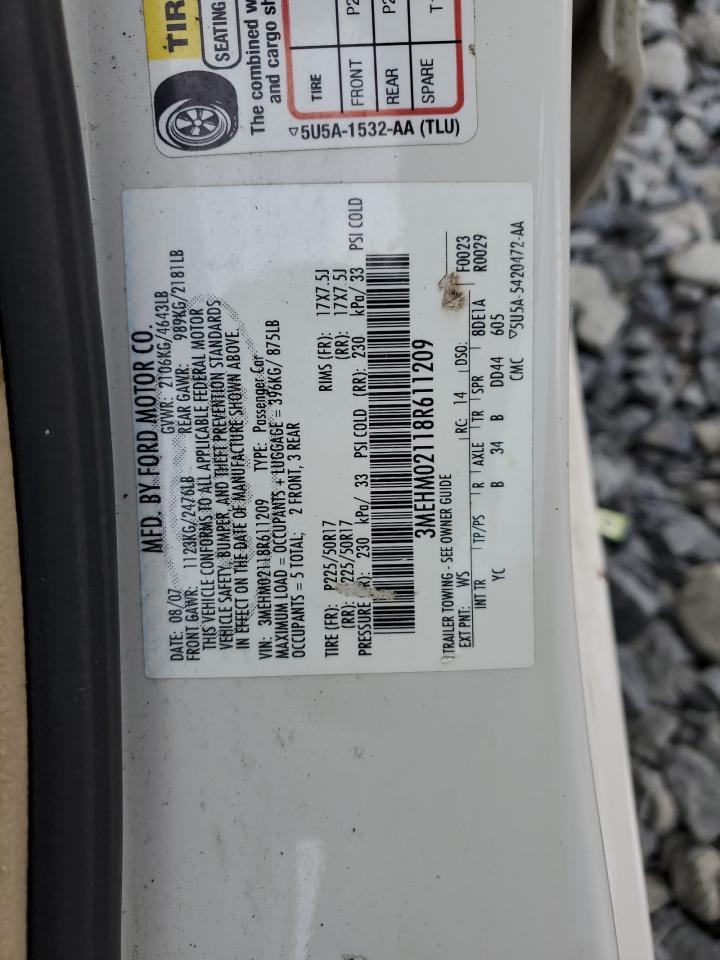 MFD. BY FORD MOTOR CO.
DATE: 08/07 GVWR: 2106KG/4643LB
FRONT GAWR: 1123KG/2476LB REAR GAWR: 989KG/2181LB
THIS VEHICLE CONFORMS TO ALL APPLICABLE FEDERAL MOTOR
VEHICLE SAFETY, BUMPER, AND THEFT PREVENTION STANDARDS
IN EFFECT ON THE DATE OF MANUFACTURE SHOWN ABOVE.
VIN: 3MEHM02118R611209 TYPE: Passenger Car
MAXIMUM LOAD = OCCUPANTS + LUGGAGE = 396KG/ 875LB
OCCUPANTS = 5 TOTAL; 2 FRONT, 3 REAR
TIRE (FR): P225/50R17 RIMS (FR): 17X7.5J
(RR): P225/50R17 (RR): 17X7.5J
PRESSURE 230 kPa/ 33 PSI COLD (RR): 230 kPa/ 33 PSI COLD
3MEHM02118R611209
TRAILER TOWING - SEE OWNER GUIDE
EXT PNT: WS RC: 14 DSO: F0023
INT TR TP/PS R AXLE TR SPR 8DE1A R0029
YC B 34 B DD44 605
CMC ▽5U5A-5420472-AA
TIR
SEATING
The combined w
and cargo sh
TIRE
FRONT P2
REAR P2
SPARE T1
▽5U5A-1532-AA (TLU)